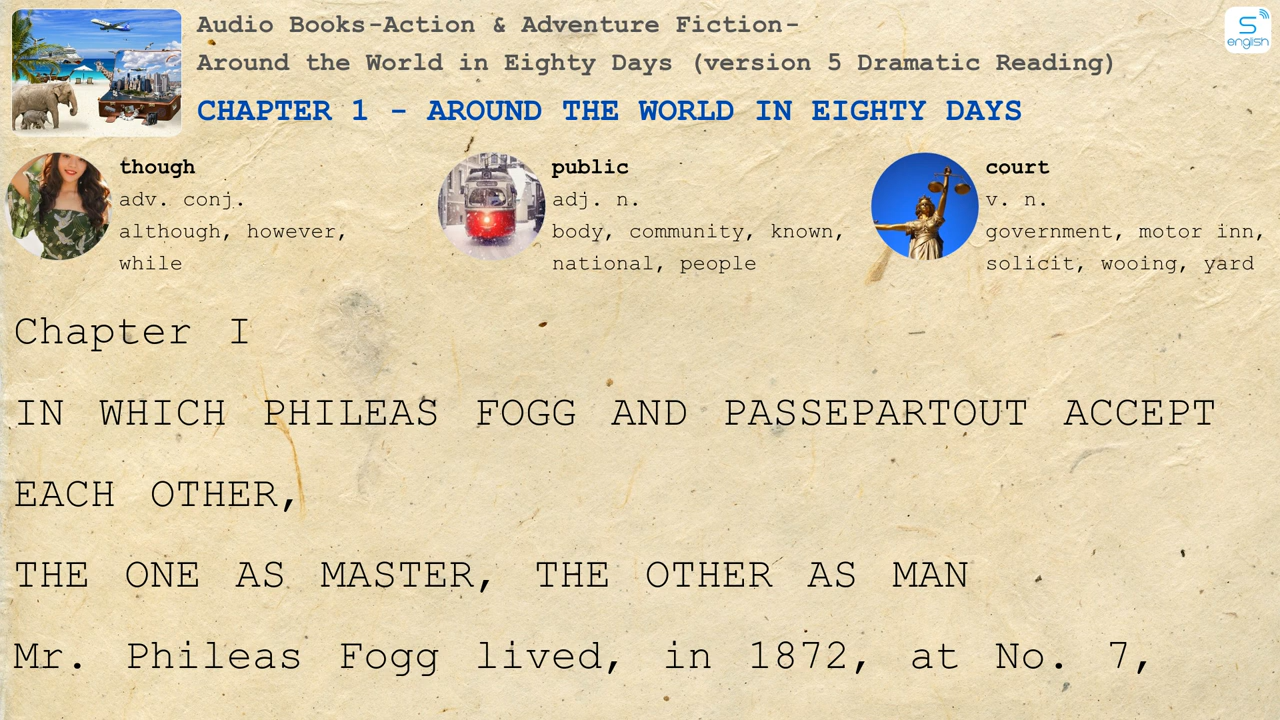 Audio Books-Action & Adventure Fiction-
Around the World in Eighty Days (version 5 Dramatic Reading)
S english
CHAPTER 1 - AROUND THE WORLD IN EIGHTY DAYS
though
adv. conj.
although, however,
while
public
adj. n.
body, community, known,
national, people
court
v. n.
government, motor inn,
solicit, wooing, yard
Chapter I
IN WHICH PHILEAS FOGG AND PASSEPARTOUT ACCEPT
EACH OTHER,
THE ONE AS MASTER, THE OTHER AS MAN
Mr. Phileas Fogg lived, in 1872, at No. 7,